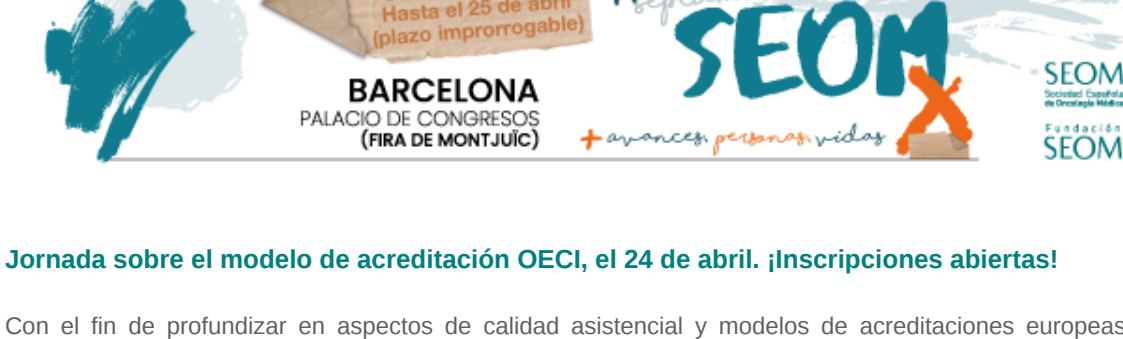 Hasta el 25 de abril
(plazo improrrogable)
BARCELONA
PALACIO DE CONGRESOS
(FIRA DE MONTJUÏC)
SEOM
+avances, personas, vidas
SEOM
Sociedad Española
de Oncología Médica
Fundación
SEOM
Jornada sobre el modelo de acreditación OECI, el 24 de abril. ¡Inscripciones abiertas!
Con el fin de profundizar en aspectos de calidad asistencial y modelos de acreditaciones europeas